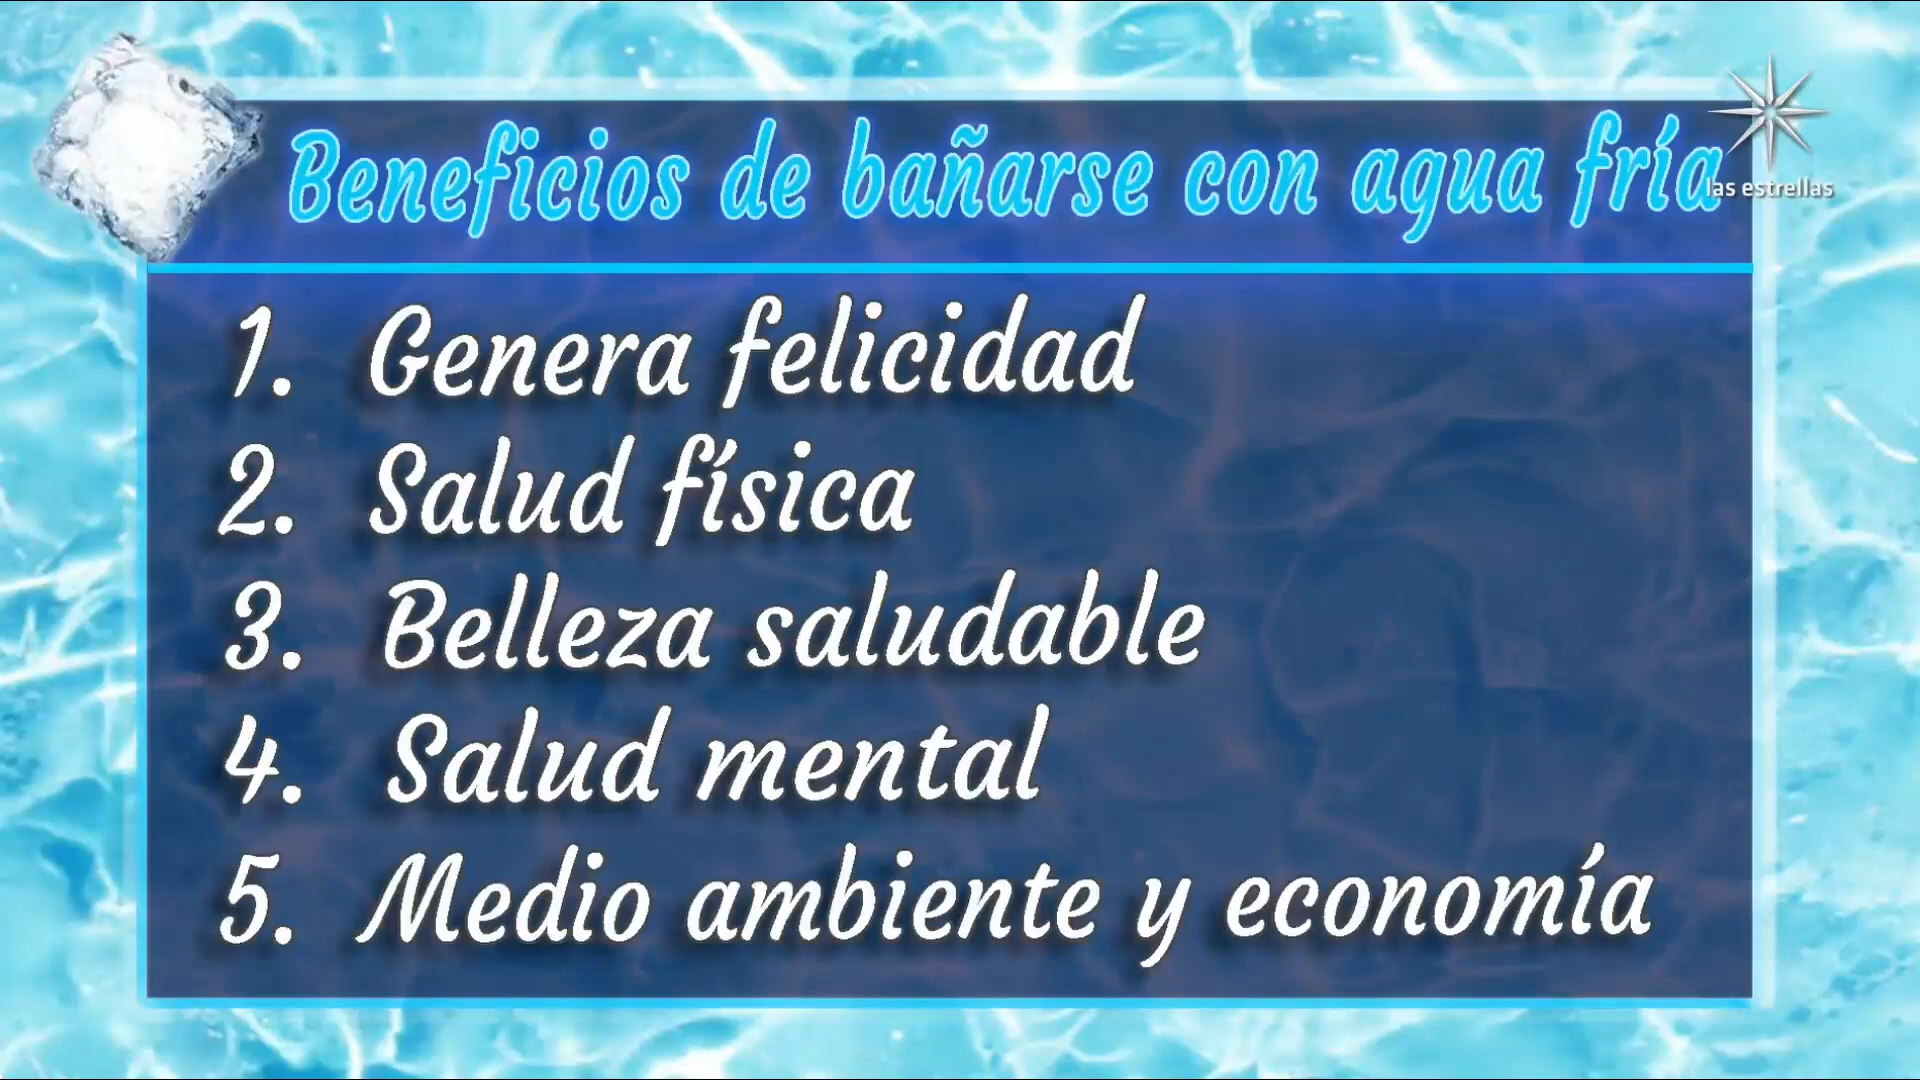 Beneficios de bañarse con agua fría
las estrellas
1. Genera felicidad
2. Salud física
3. Belleza saludable
4. Salud mental
5. Medio ambiente y economía